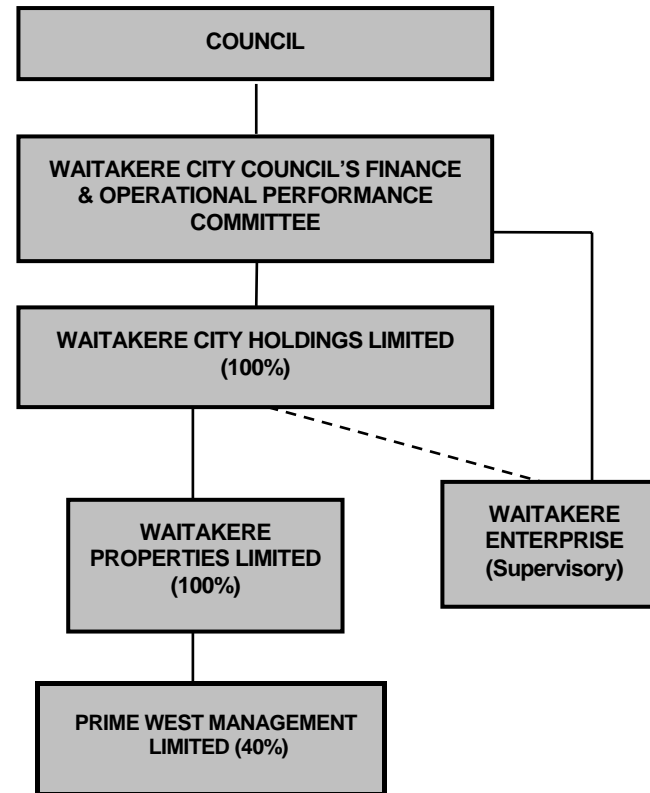 COUNCIL
WAITAKERE CITY COUNCIL’S FINANCE
& OPERATIONAL PERFORMANCE
COMMITTEE
WAITAKERE CITY HOLDINGS LIMITED
(100%)
WAITAKERE
PROPERTIES LIMITED
(100%)
WAITAKERE
ENTERPRISE
(Supervisory)
PRIME WEST MANAGEMENT
LIMITED (40%)